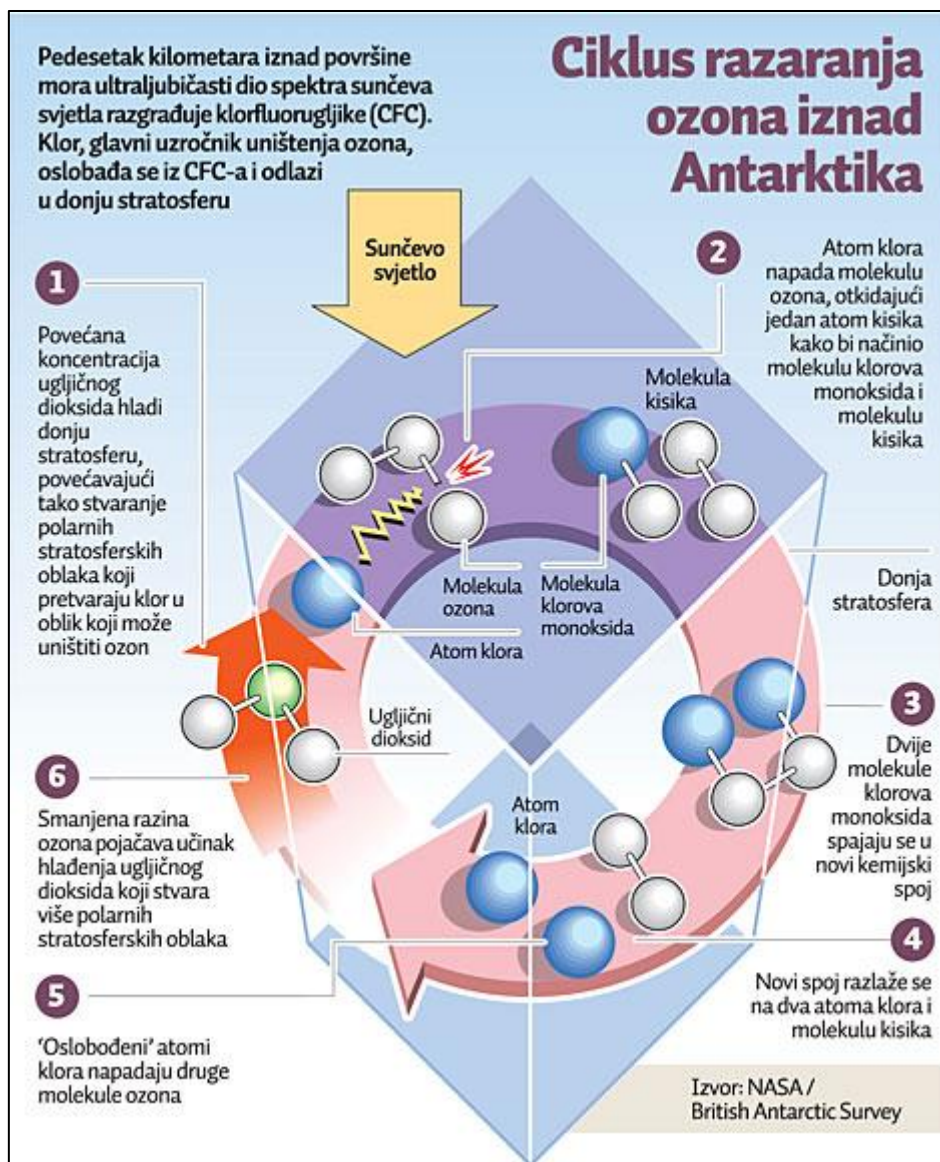 Pedesetak kilometara iznad površine
mora ultraljubičasti dio spektra sunčeva
svjetla razgrađuje klorfluorugljike (CFC).
Klor, glavni uzročnik uništenja ozona,
oslobađa se iz CFC-a i odlazi
u donju stratosferu
Ciklus razaranja
ozona iznad
Antarktika
Sunčevo
svjetlo
1
Povećana
koncentracija
ugljičnog
dioksida hladi
donju
stratosferu,
povećavajući
tako stvaranje
polarnih
stratosferskih
oblaka koji
pretvaraju klor u
oblik koji može
uništiti ozon
2
Atom klora
napada molekulu
ozona, otkidajući
jedan atom kisika
kako bi načinio
molekulu klorova
monoksida i
molekulu
kisika
Molekula
kisika
Molekula
ozona
Molekula
klorova
monoksida
Atom klora
Donja
stratosfera
Ugljični
dioksid
3
Dvije
molekule
klorova
monoksida
spajaju se u
novi kemijski
spoj
Atom
klora
4
Novi spoj razlaže se
na dva atoma klora i
molekulu kisika
5
'Oslobođeni' atomi
klora napadaju druge
molekule ozona
6
Smanjena razina
ozona pojačava učinak
hlađenja ugljičnog
dioksida koji stvara
više polarnih
stratosferskih oblaka
Izvor: NASA /
British Antarctic Survey